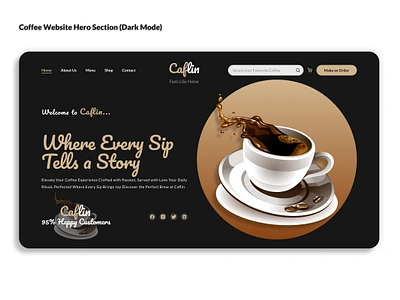 Coffee Website Hero Section (Dark Mode)
Home About Us Menu Shop Contact
Caflin
Feels Like Home
Search your Favourite Coffee
Make an Order
Welcome to Caflin...
Where Every Sip
Tells a Story
Elevate Your Coffee Experience Crafted with Passion, Served with Love Your Daily
Ritual, Perfected Where Every Sip Brings Joy Discover the Perfect Brew at Caflin
Caflin
95% Happy Customers